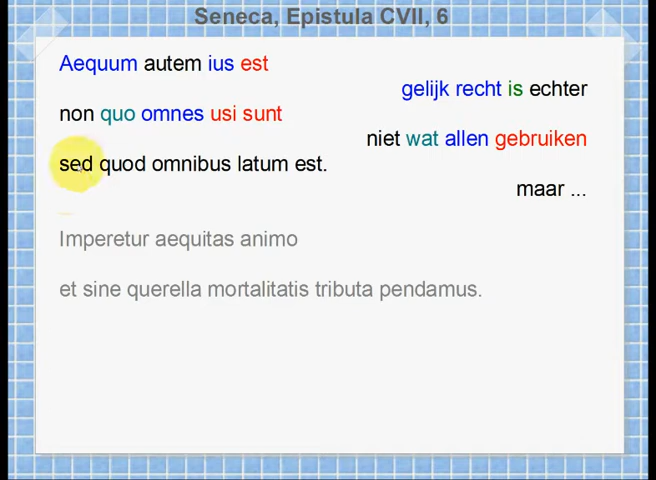 Seneca, Epistula CVII, 6
Aequum autem ius est
gelijk recht is echter
non quo omnes usi sunt
niet wat allen gebruiken
sed quod omnibus latum est.
maar ...
Imperetur aequitas animo
et sine querella mortalitatis tributa pendamus.